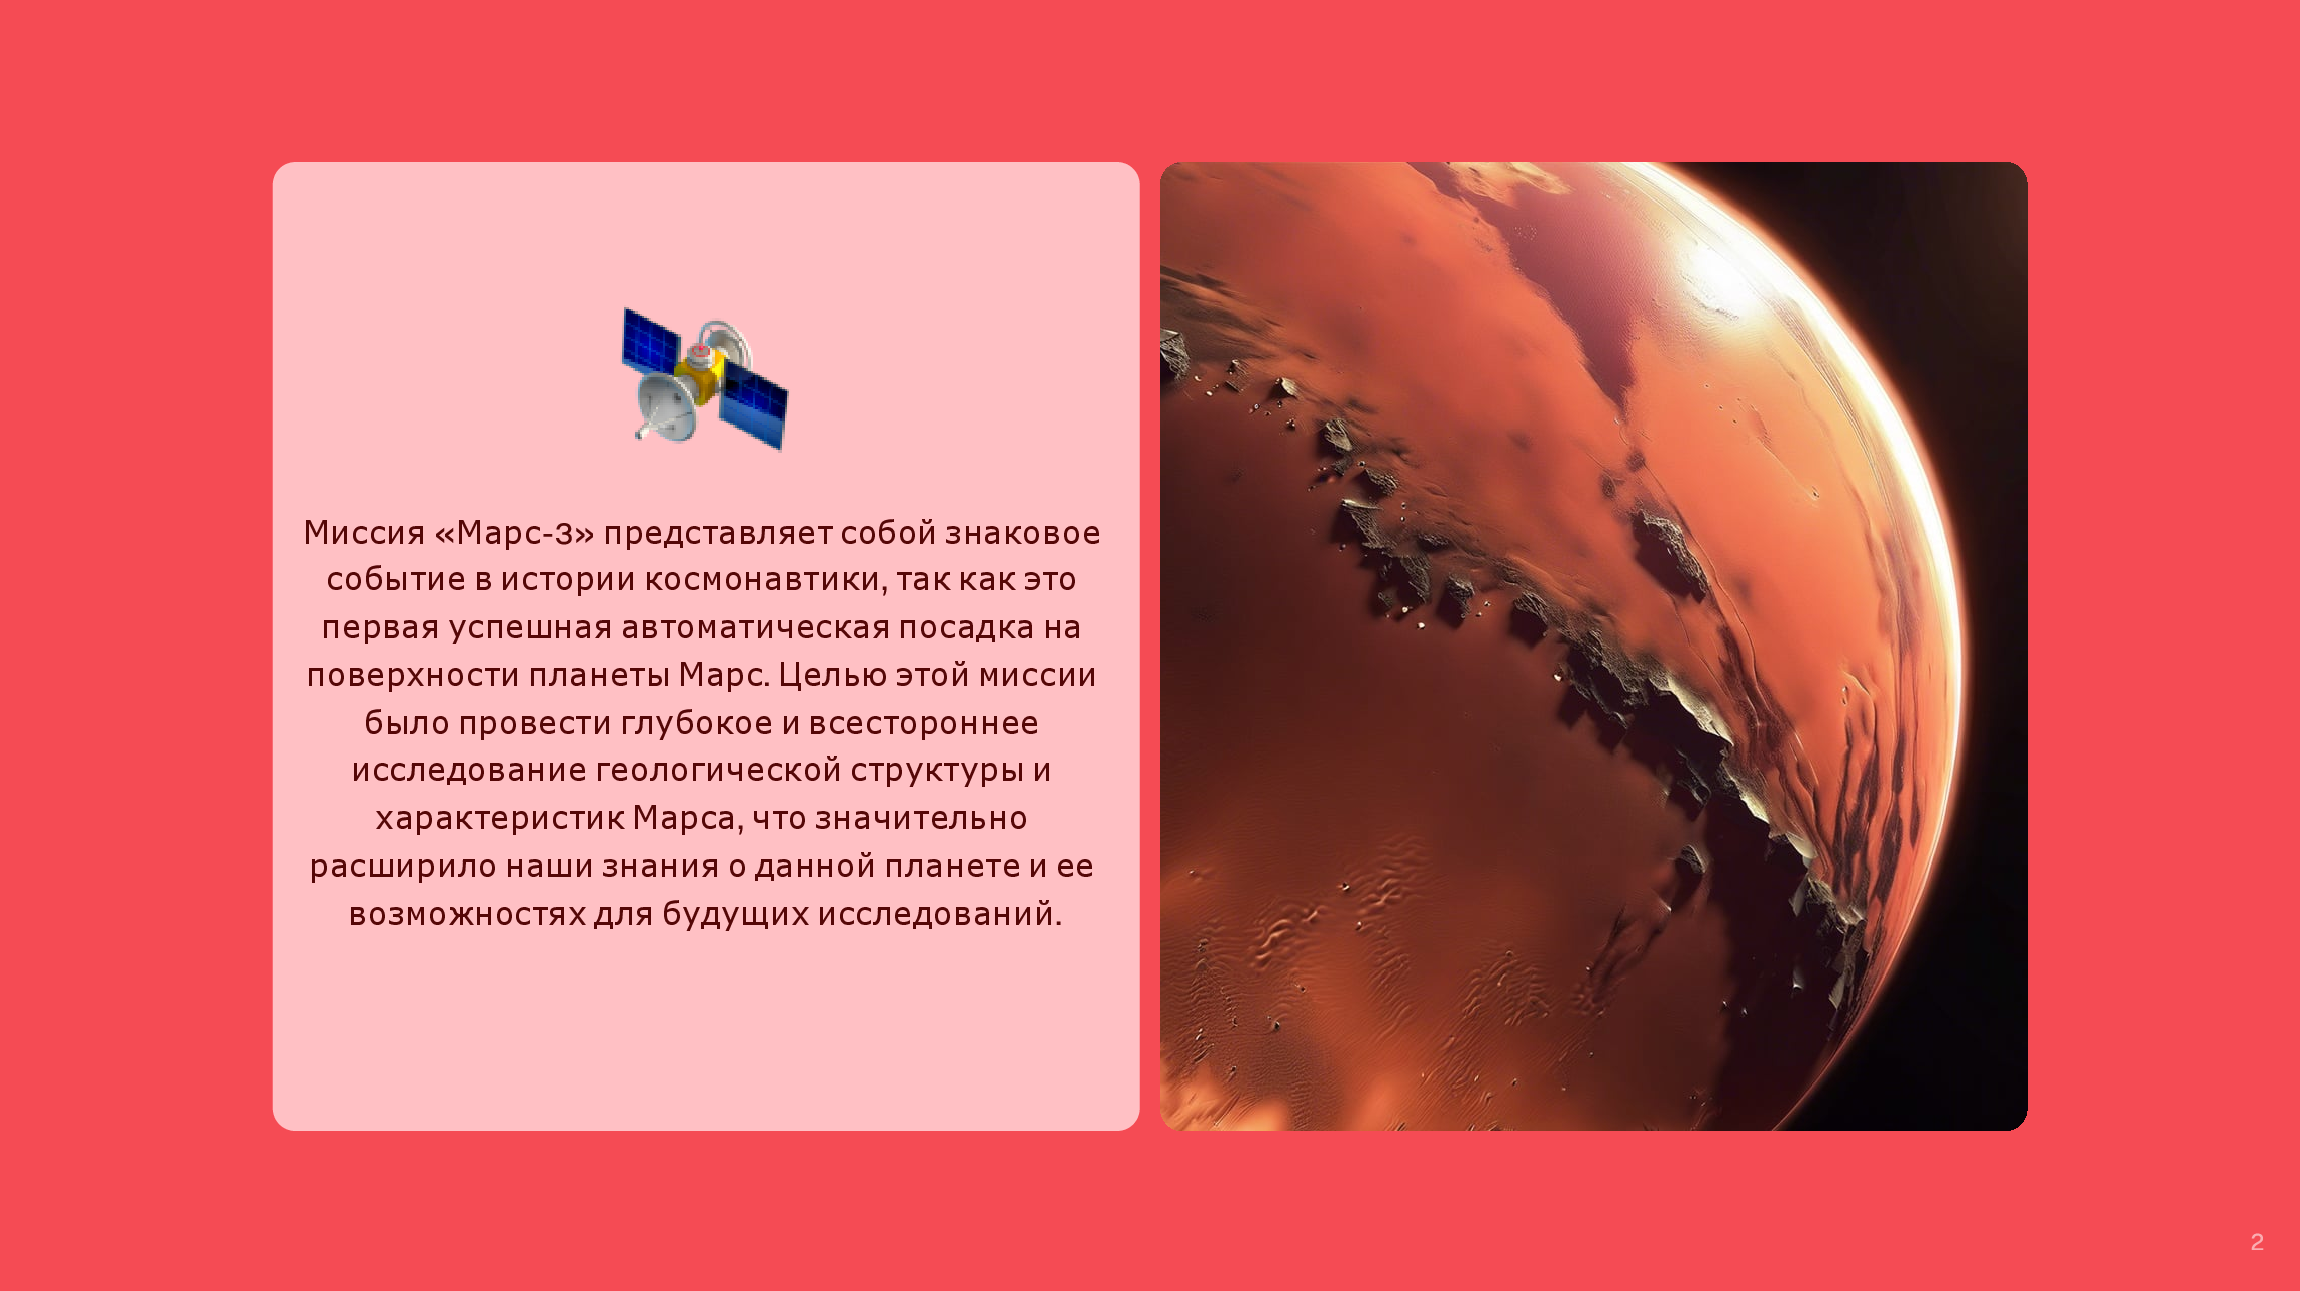 Миссия «Марс-3» представляет собой знаковое
событие в истории космонавтики, так как это
первая успешная автоматическая посадка на
поверхности планеты Марс. Целью этой миссии
было провести глубокое и всестороннее
исследование геологической структуры и
характеристик Марса, что значительно
расширило наши знания о данной планете и ее
возможностях для будущих исследований.
2